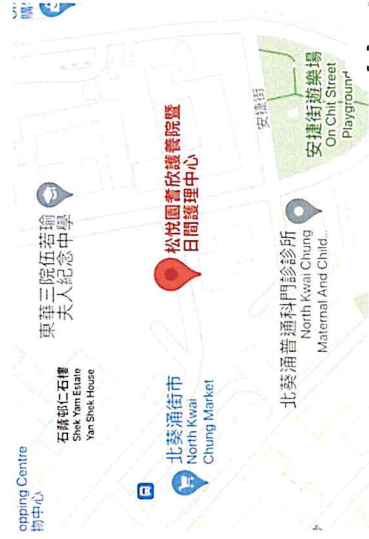 opping Centre
物中心
購
東華三院伍若瑜
夫人紀念中學
石蔭邨仁石樓
Shek Yam Estate
Yan Shek House
松悅園耆欣護養院暨
日間護理中心
北葵涌街市
North Kwai
Chung Market
安捷街
安捷街遊樂場
On Chit Street
Playground
北葵涌普通科門診診所
North Kwai Chung
Maternal And Child...